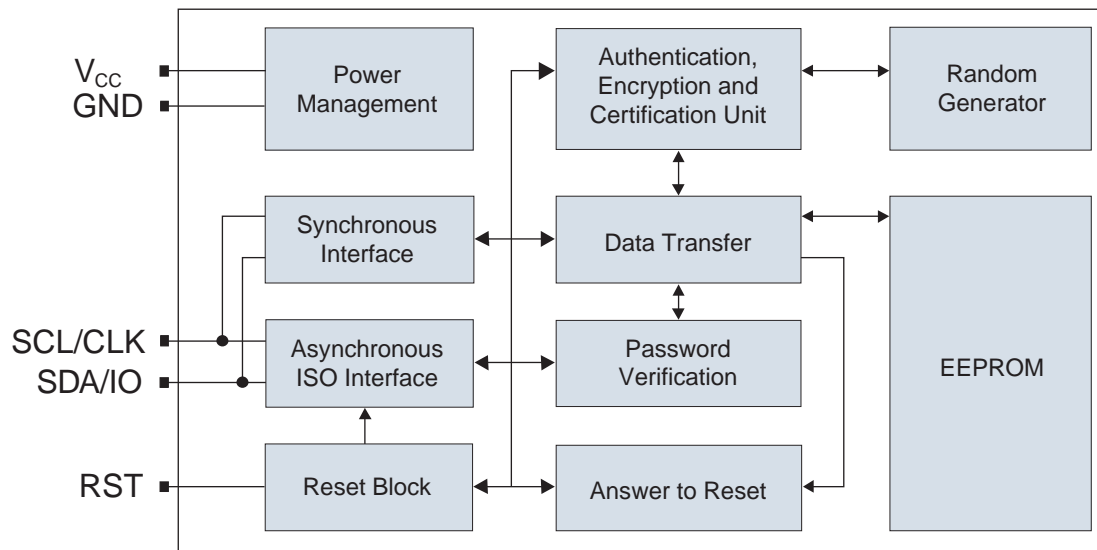 V_CC
GND
Power
Management
Authentication,
Encryption and
Certification Unit
Random
Generator
Synchronous
Interface
Data Transfer
SCL/CLK
SDA/IO
Asynchronous
ISO Interface
Password
Verification
EEPROM
RST
Reset Block
Answer to Reset